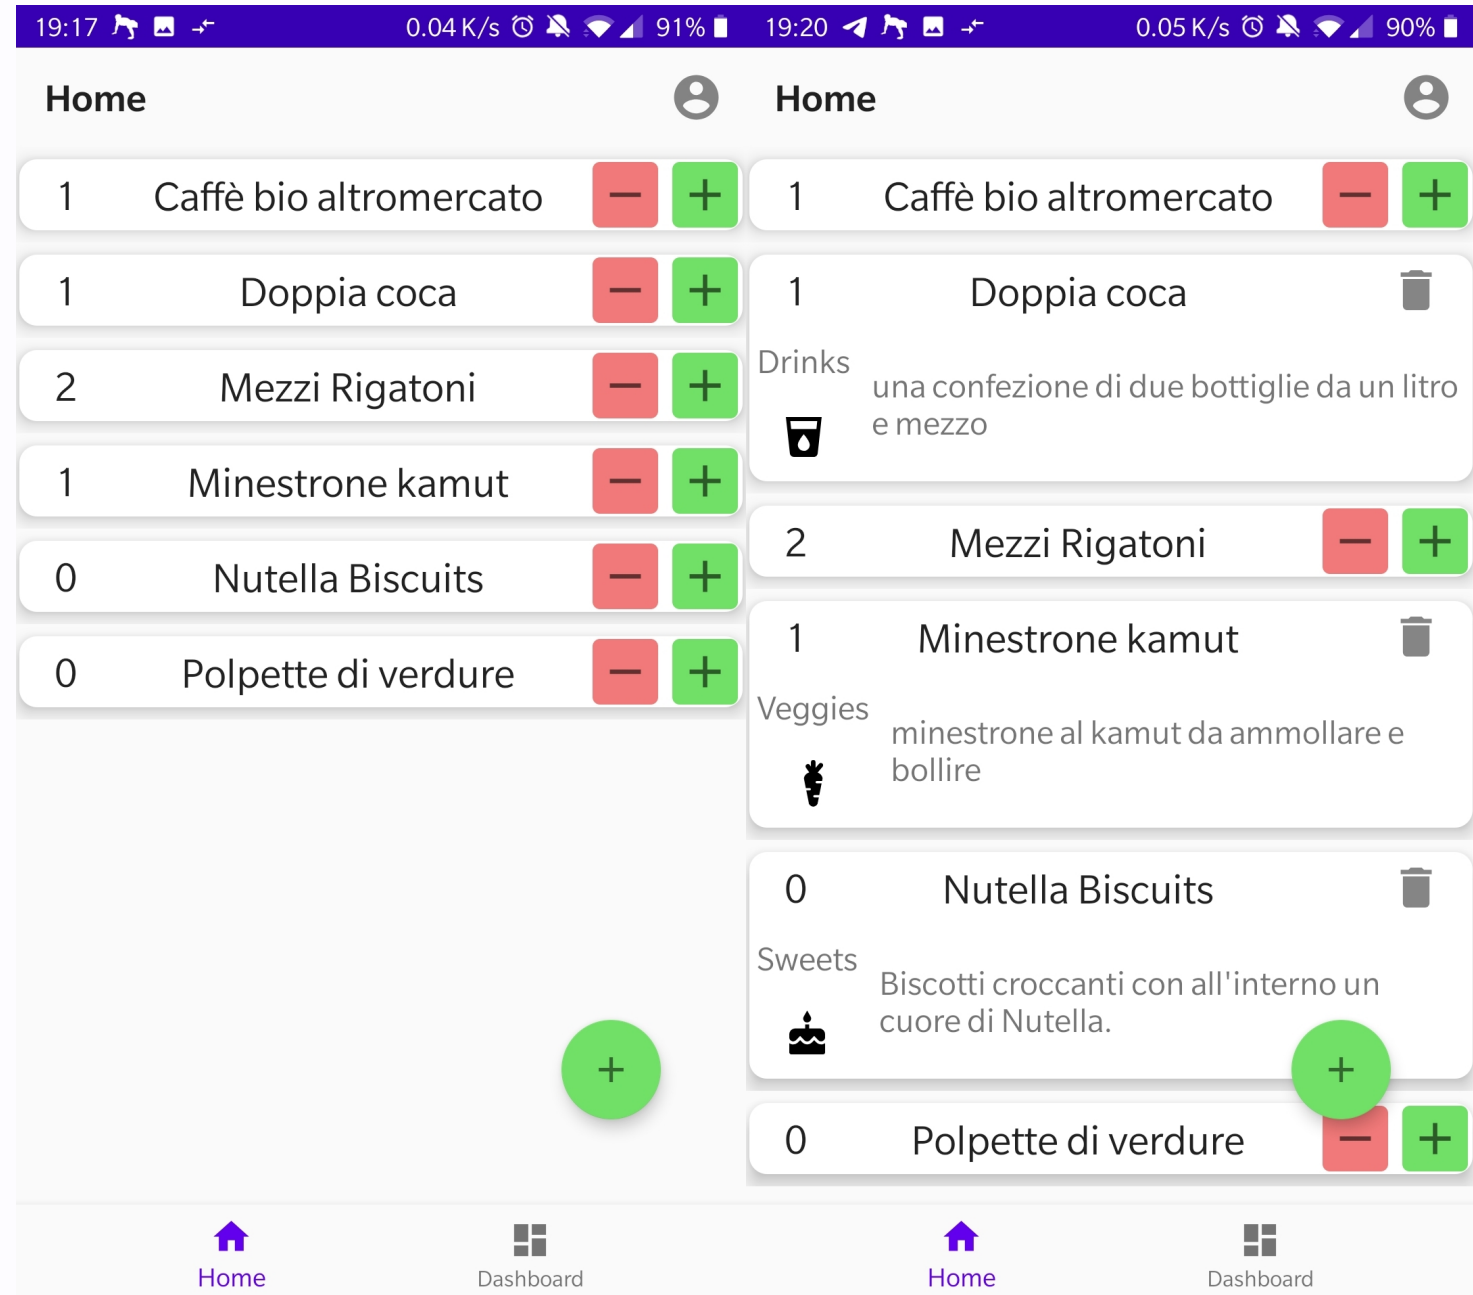 19:17 0.04 K/s 91%
Home
1 Caffè bio altromercato − +
1 Doppia coca − +
2 Mezzi Rigatoni − +
1 Minestrone kamut − +
0 Nutella Biscuits − +
0 Polpette di verdure − +
+
Home Dashboard
19:20 0.05 K/s 90%
Home
1 Caffè bio altromercato − +
1 Doppia coca
Drinks
una confezione di due bottiglie da un litro
e mezzo
2 Mezzi Rigatoni − +
1 Minestrone kamut
Veggies
minestrone al kamut da ammollare e
bollire
0 Nutella Biscuits
Sweets
Biscotti croccanti con all'interno un
cuore di Nutella.
+
0 Polpette di verdure − +
Home Dashboard